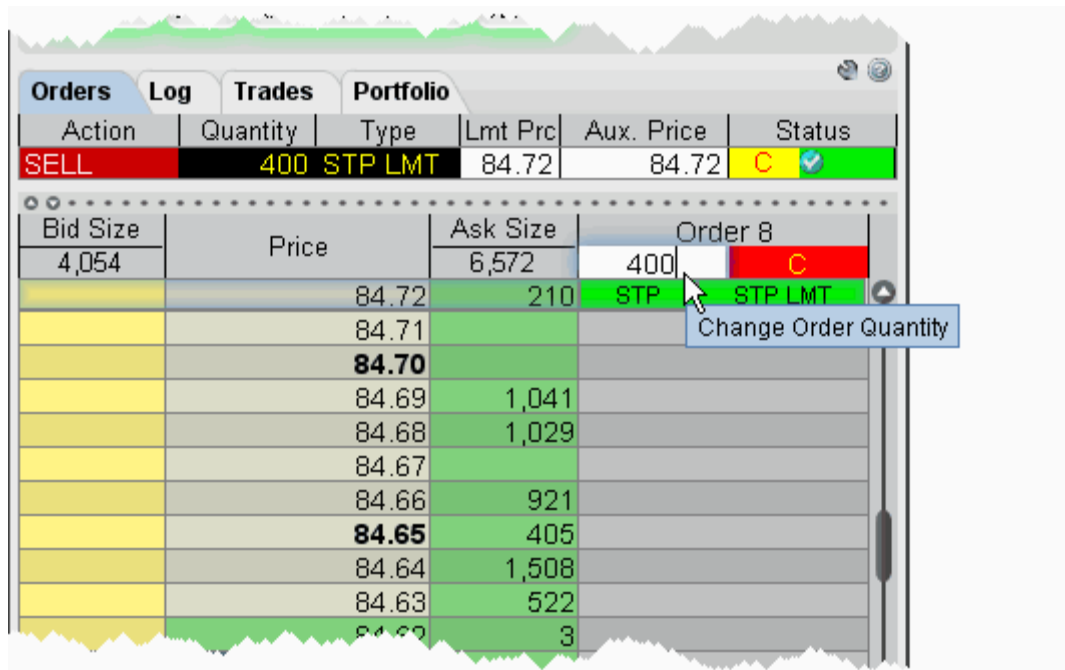 Orders Log Trades Portfolio
Action Quantity Type Lmt Prc Aux. Price Status
SELL 400 STP LMT 84.72 84.72 C
Bid Size Price Ask Size Order 8
4,054 6,572 400 C
84.72 210 STP STP LMT
Change Order Quantity
84.71
84.70
84.69 1,041
84.68 1,029
84.67
84.66 921
84.65 405
84.64 1,508
84.63 522
3